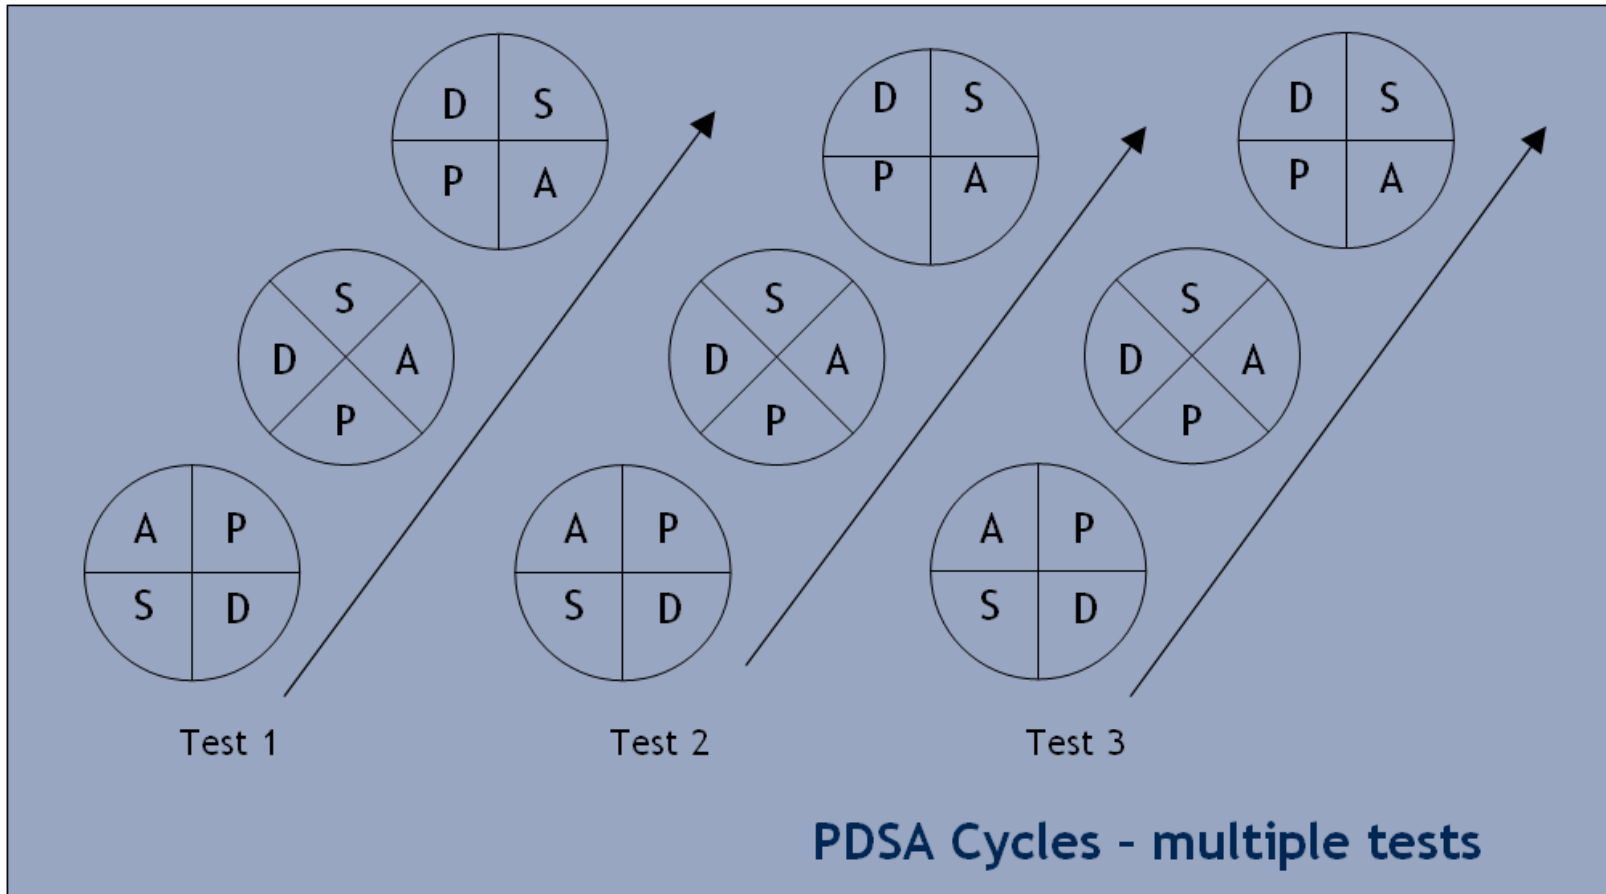 D S D S D S
P A P A P A
S S S
D A D A D A
P P P
A P A P A P
S D S D S D
Test 1 Test 2 Test 3
PDSA Cycles - multiple tests